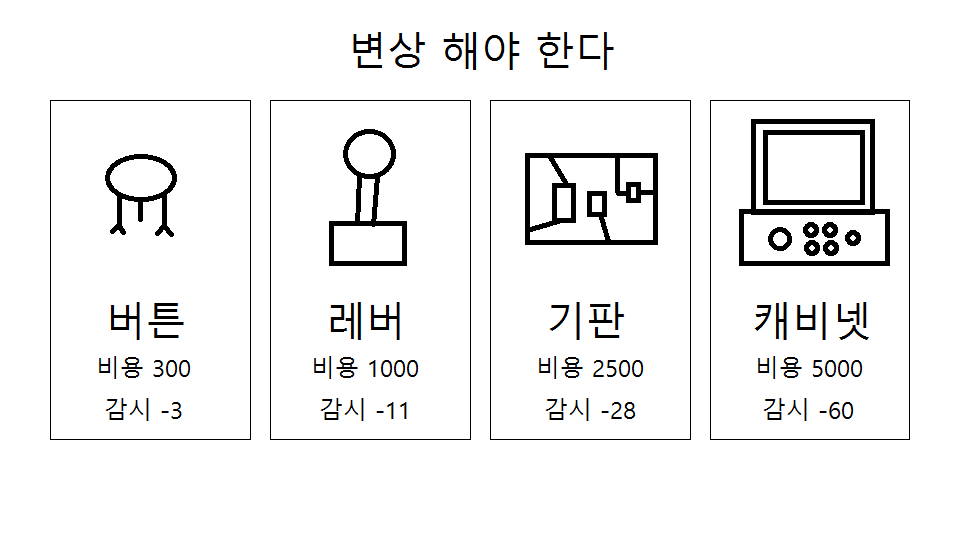 변상 해야 한다
버튼
비용 300
감시 -3
레버
비용 1000
감시 -11
기판
비용 2500
감시 -28
캐비넷
비용 5000
감시 -60